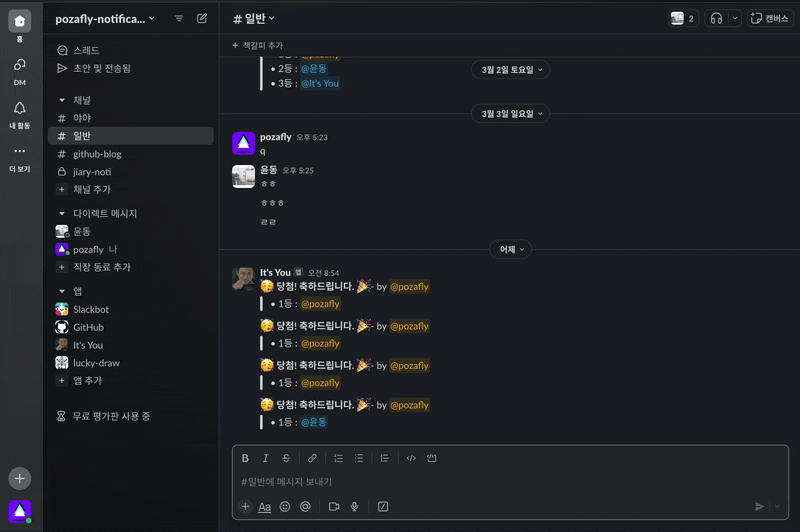 pozafly-notifica...
스레드
초안 및 전송됨
채널
# 야야
# 일반
# github-blog
jiary-noti
+ 채널 추가
다이렉트 메시지
윤동
pozafly 나
+ 직장 동료 추가
앱
Slackbot
GitHub
It's You
lucky-draw
+ 앱 추가
무료 평가판 사용 중
홈
DM
내 활동
더 보기
# 일반
2
캔버스
+ 책갈피 추가
• 2등 : @윤동
• 3등 : @It's You
3월 2일 토요일
3월 3일 일요일
pozafly 오후 5:23
q
윤동 오후 5:25
ㅎㅎ
ㅎㅎㅎ
ㄹㄹ
어제
It's You 앱 오전 8:54
🥳 당첨! 축하드립니다. 🎉- by @pozafly
• 1등 : @pozafly
🥳 당첨! 축하드립니다. 🎉- by @pozafly
• 1등 : @pozafly
🥳 당첨! 축하드립니다. 🎉- by @pozafly
• 1등 : @pozafly
🥳 당첨! 축하드립니다. 🎉- by @pozafly
• 1등 : @윤동
B I S
#일반에 메시지 보내기
+ Aa